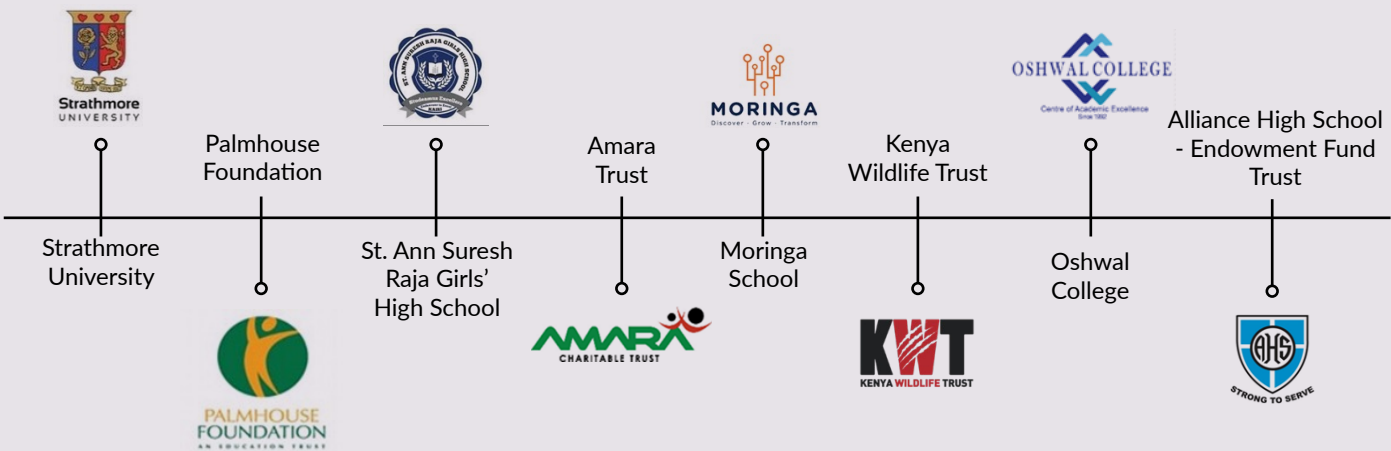 Strathmore
UNIVERSITY
Strathmore
University
Palmhouse
Foundation
PALMHOUSE
FOUNDATION
AN EDUCATION TRUST
ST. ANN SURESH RAJA GIRLS HIGH SCHOOL
St. Ann Suresh
Raja Girls’
High School
Amara
Trust
AMARA
CHARITABLE TRUST
MORINGA
Discover · Grow · Transform
Moringa
School
Kenya
Wildlife Trust
KWT
KENYA WILDLIFE TRUST
OSHWAL COLLEGE
Centre of Academic Excellence
Since 1992
Oshwal
College
Alliance High School
- Endowment Fund
Trust
AHS
STRONG TO SERVE